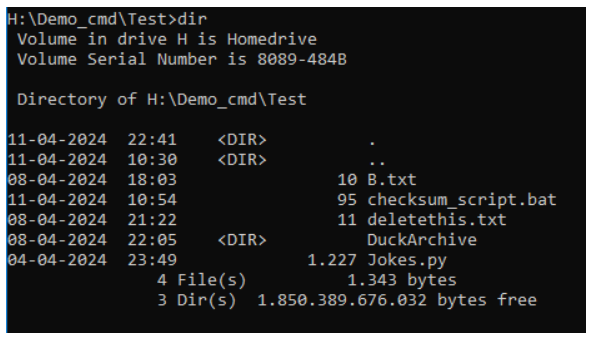 H:\Demo_cmd\Test>dir
Volume in drive H is Homedrive
Volume Serial Number is 8089-484B
Directory of H:\Demo_cmd\Test
11-04-2024 22:41 <DIR> .
11-04-2024 10:30 <DIR> ..
08-04-2024 18:03 10 B.txt
11-04-2024 10:54 95 checksum_script.bat
08-04-2024 21:22 11 deletethis.txt
08-04-2024 22:05 <DIR> DuckArchive
04-04-2024 23:49 1.227 Jokes.py
4 File(s) 1.343 bytes
3 Dir(s) 1.850.389.676.032 bytes free